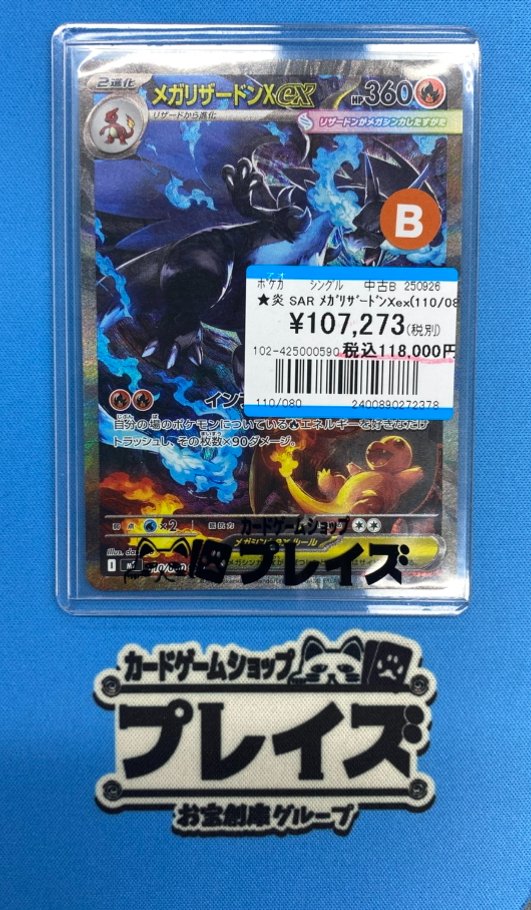 2進化
メガリザードンXex
HP360
リザードから進化
リザードンがメガシンカしたすがた
B
ポケカ シングル 中古B 250926
★炎 SAR メガリザードンXex(110/08
¥107,273(税別)
102-425000590 税込118,000円
110/080 2400890272378
インフ
自分の場のポケモンについている エネルギーを好きなだけ
トラッシュし、その枚数×90ダメージ。
弱点 ×2 抵抗力
カードゲームショップ
プレイズ
Illus.
I
カードゲームショップ
プレイズ
お宝創庫グループ